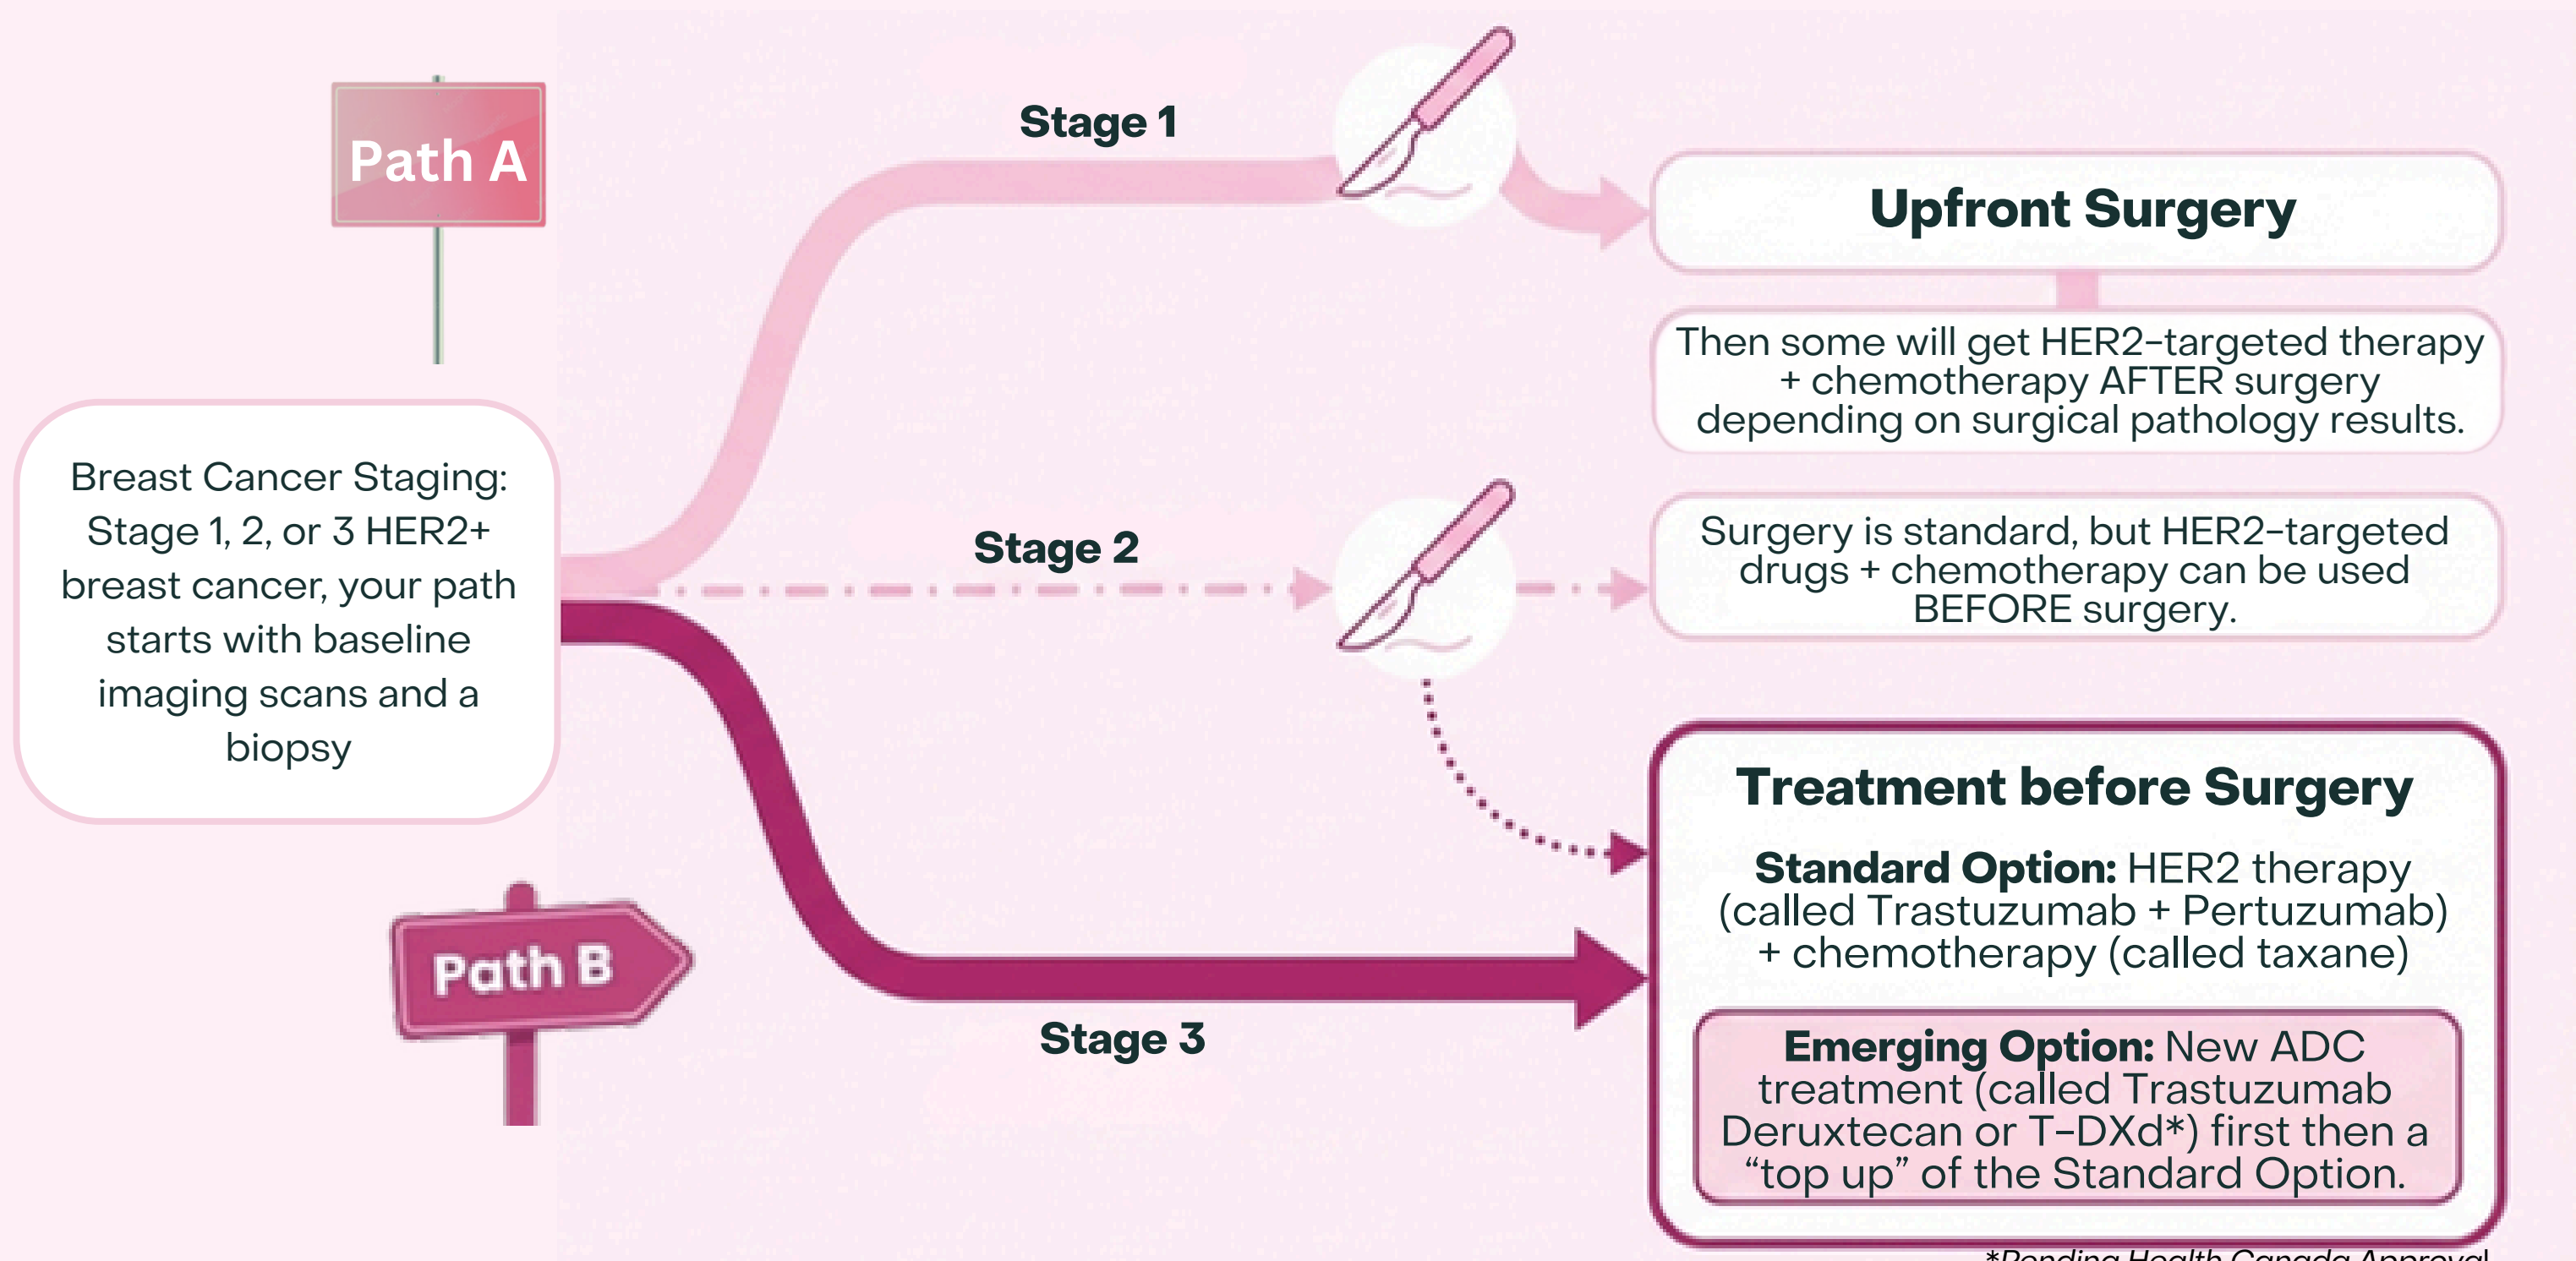 Path A
Stage 1
Upfront Surgery
Then some will get HER2-targeted therapy
+ chemotherapy AFTER surgery
depending on surgical pathology results.
Breast Cancer Staging:
Stage 1, 2, or 3 HER2+
breast cancer, your path
starts with baseline
imaging scans and a
biopsy
Stage 2
Surgery is standard, but HER2-targeted
drugs + chemotherapy can be used
BEFORE surgery.
Path B
Stage 3
Treatment before Surgery
Standard Option: HER2 therapy
(called Trastuzumab + Pertuzumab)
+ chemotherapy (called taxane)
Emerging Option: New ADC
treatment (called Trastuzumab
Deruxtecan or T-DXd*) first then a
“top up” of the Standard Option.
*Pending Health Canada Approval